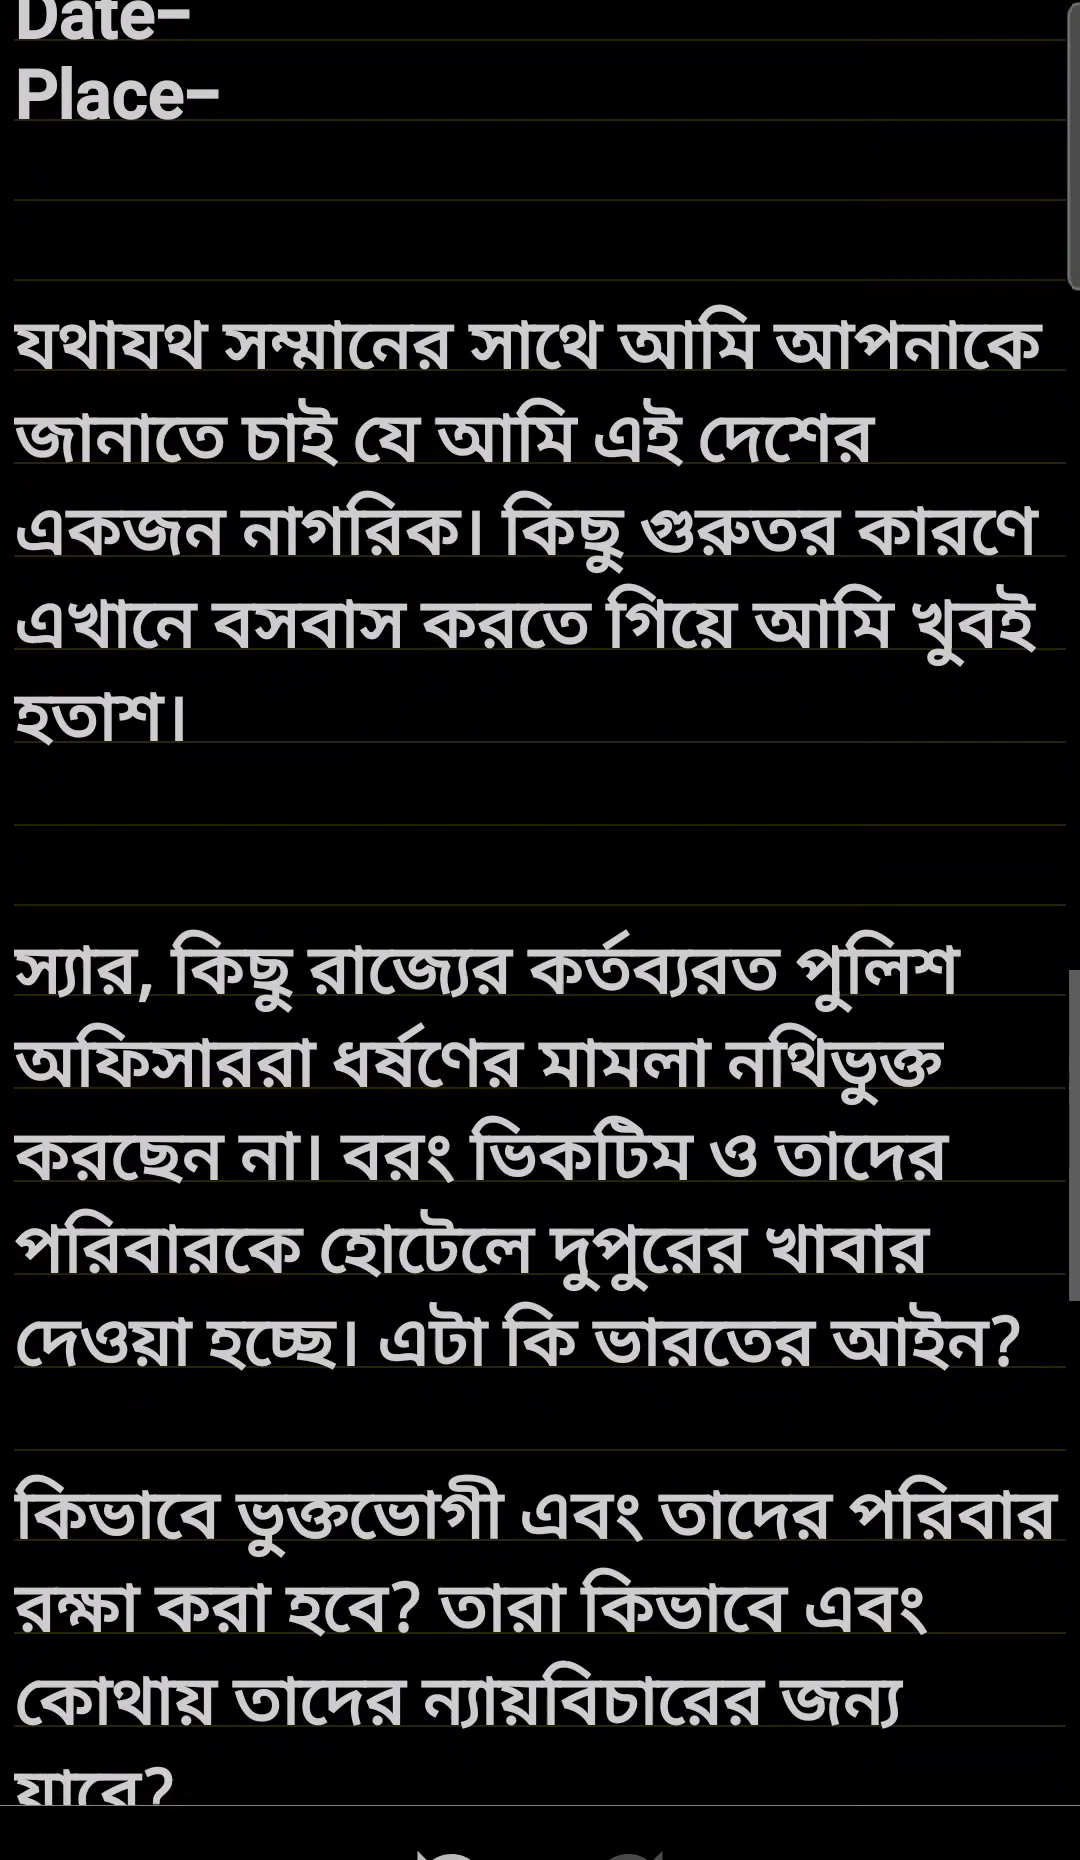 Date–
Place–
যথাযথ সম্মানের সাথে আমি আপনাকে
জানাতে চাই যে আমি এই দেশের
একজন নাগরিক। কিছু গুরুতর কারণে
এখানে বসবাস করতে গিয়ে আমি খুবই
হতাশ।
স্যার, কিছু রাজ্যের কর্তব্যরত পুলিশ
অফিসাররা ধর্ষণের মামলা নথিভুক্ত
করছেন না। বরং ভিকটিম ও তাদের
পরিবারকে হোটেলে দুপুরের খাবার
দেওয়া হচ্ছে। এটা কি ভারতের আইন?
কিভাবে ভুক্তভোগী এবং তাদের পরিবার
রক্ষা করা হবে? তারা কিভাবে এবং
কোথায় তাদের ন্যায়বিচারের জন্য
যাবে?